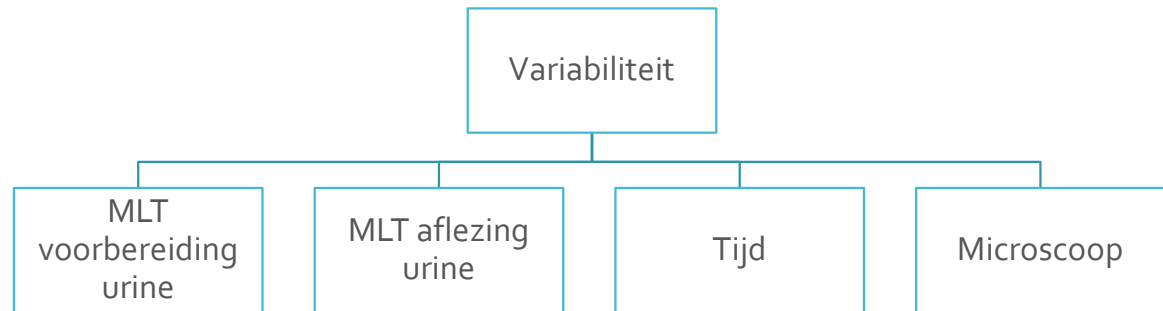 Variabiliteit
MLT
voorbereiding
urine
MLT aflezing
urine
Tijd
Microscoop